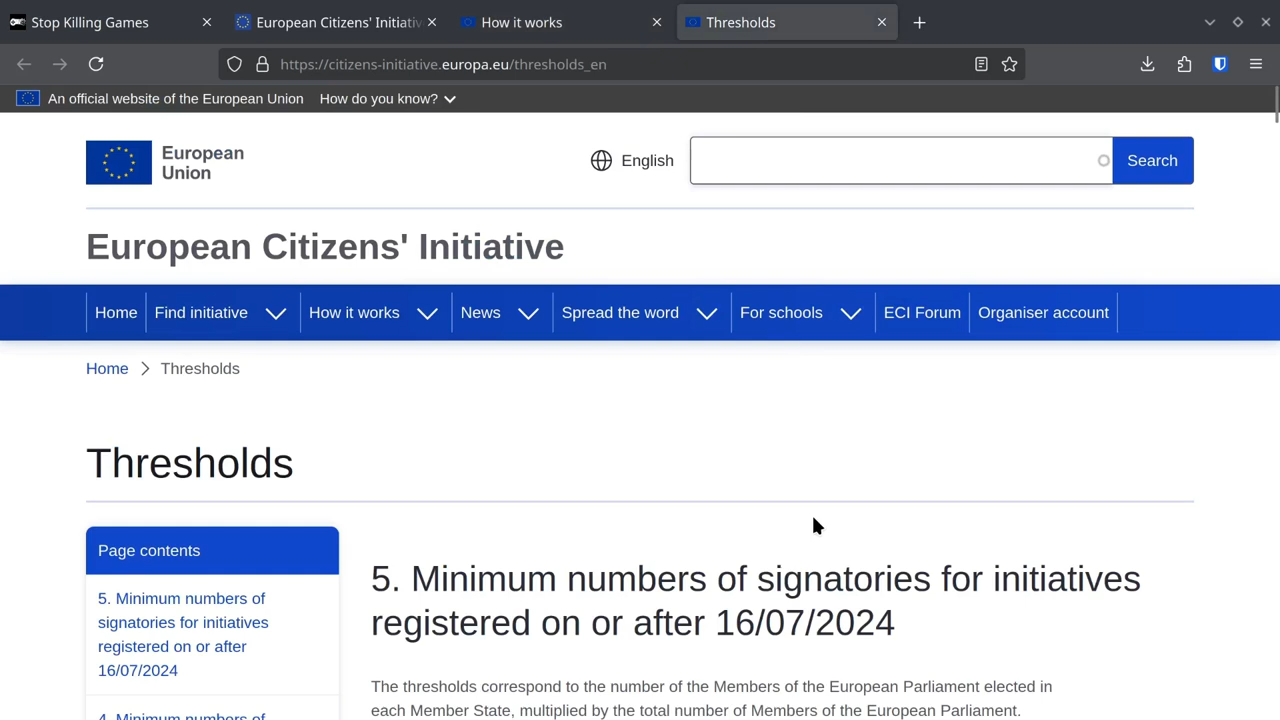 Stop Killing Games
European Citizens' Initiativ
How it works
Thresholds
https://citizens-initiative.europa.eu/thresholds_en
An official website of the European Union How do you know?
European
Union
English
Search
European Citizens' Initiative
Home Find initiative How it works News Spread the word For schools ECI Forum Organiser account
Home Thresholds
Thresholds
Page contents
5. Minimum numbers of
signatories for initiatives
registered on or after
16/07/2024
4. Minimum numbers of
5. Minimum numbers of signatories for initiatives
registered on or after 16/07/2024
The thresholds correspond to the number of the Members of the European Parliament elected in
each Member State, multiplied by the total number of Members of the European Parliament.